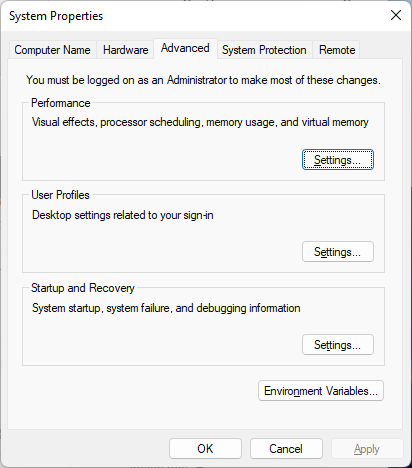 System Properties
Computer Name Hardware Advanced System Protection Remote
You must be logged on as an Administrator to make most of these changes.
Performance
Visual effects, processor scheduling, memory usage, and virtual memory
Settings...
User Profiles
Desktop settings related to your sign-in
Settings...
Startup and Recovery
System startup, system failure, and debugging information
Settings...
Environment Variables...
OK Cancel Apply